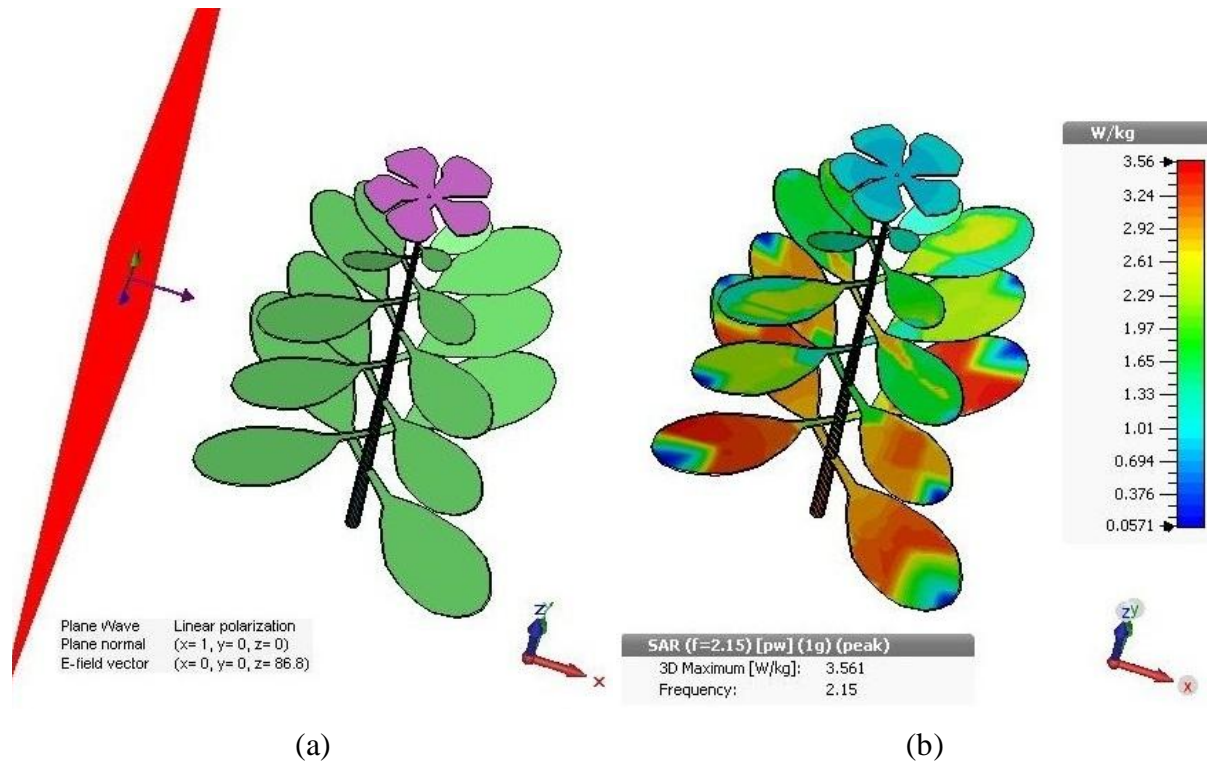 W/kg
3.56
3.24
2.92
2.61
2.29
1.97
1.65
1.33
1.01
0.694
0.376
0.0571
Plane Wave Linear polarization
Plane normal (x= 1, y= 0, z= 0)
E-field vector (x= 0, y= 0, z= 86.8)
z y
x
SAR (f=2.15) [pw] (1g) (peak)
3D Maximum [W/kg]: 3.561
Frequency: 2.15
z y
x
(a) (b)